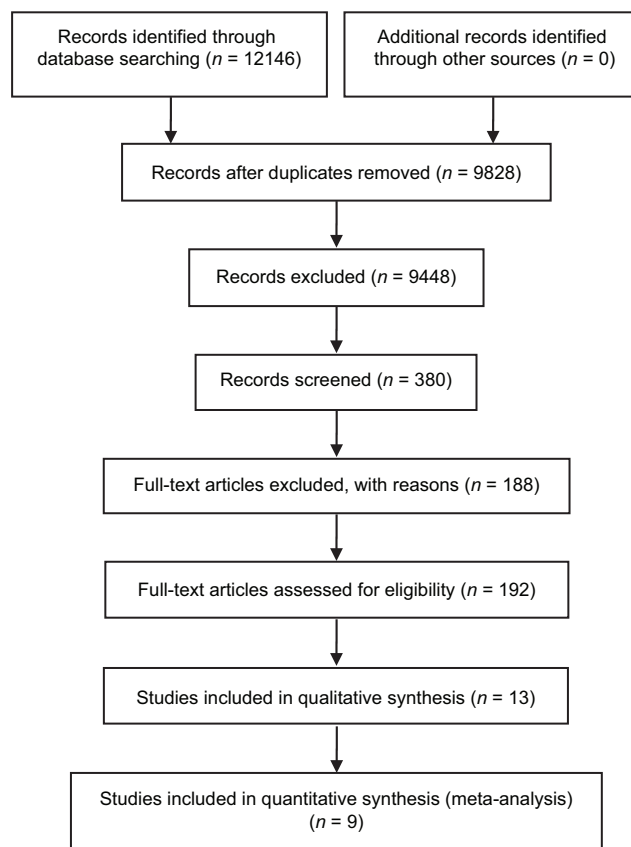 Records identified through
database searching (n = 12146)
Additional records identified
through other sources (n = 0)
Records after duplicates removed (n = 9828)
Records excluded (n = 9448)
Records screened (n = 380)
Full-text articles excluded, with reasons (n = 188)
Full-text articles assessed for eligibility (n = 192)
Studies included in qualitative synthesis (n = 13)
Studies included in quantitative synthesis (meta-analysis)
(n = 9)